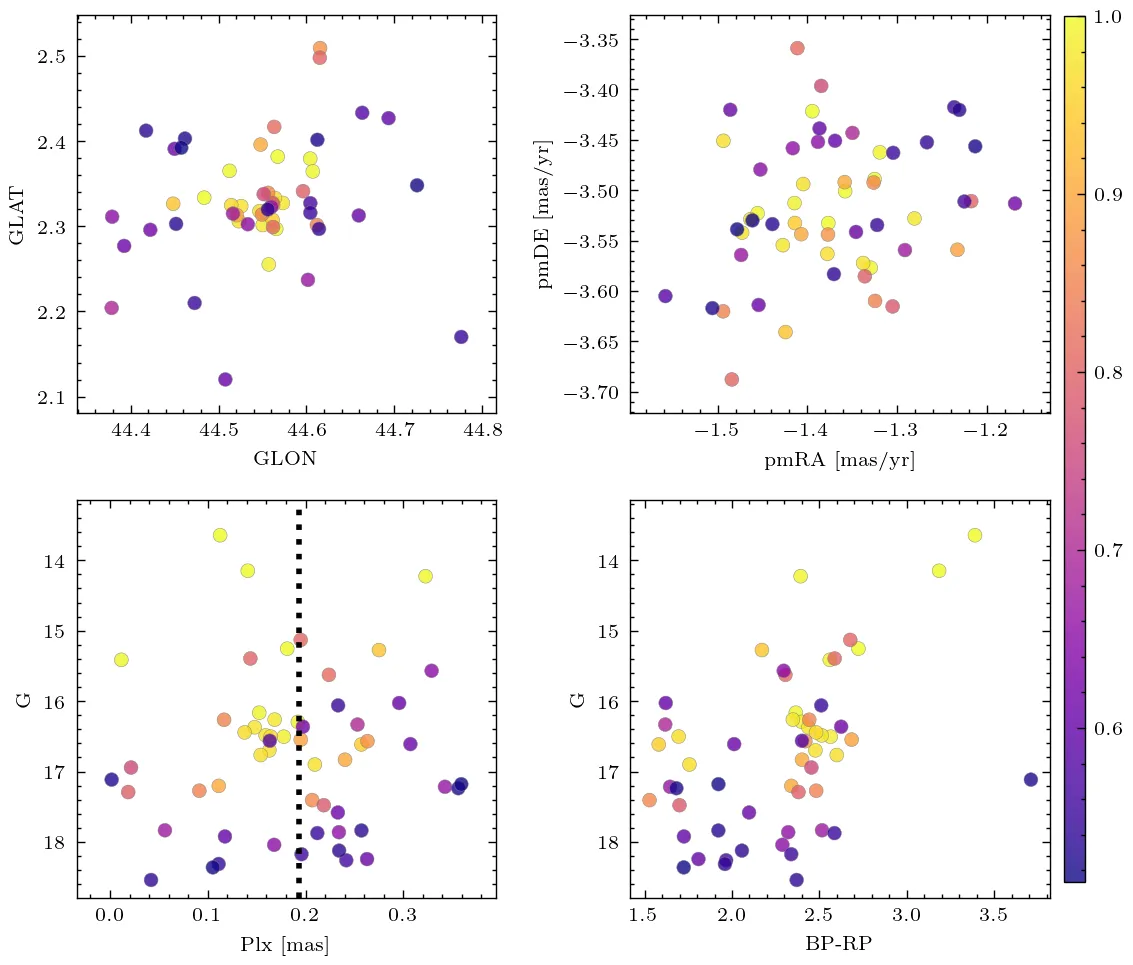 2.5
2.4
2.3
2.2
2.1
GLAT
44.4 44.5 44.6 44.7 44.8
GLON
−3.35
−3.40
−3.45
−3.50
−3.55
−3.60
−3.65
−3.70
pmDE [mas/yr]
−1.5 −1.4 −1.3 −1.2
pmRA [mas/yr]
14
15
16
17
18
G
0.0 0.1 0.2 0.3
Plx [mas]
14
15
16
17
18
G
1.5 2.0 2.5 3.0 3.5
BP-RP
1.0
0.9
0.8
0.7
0.6